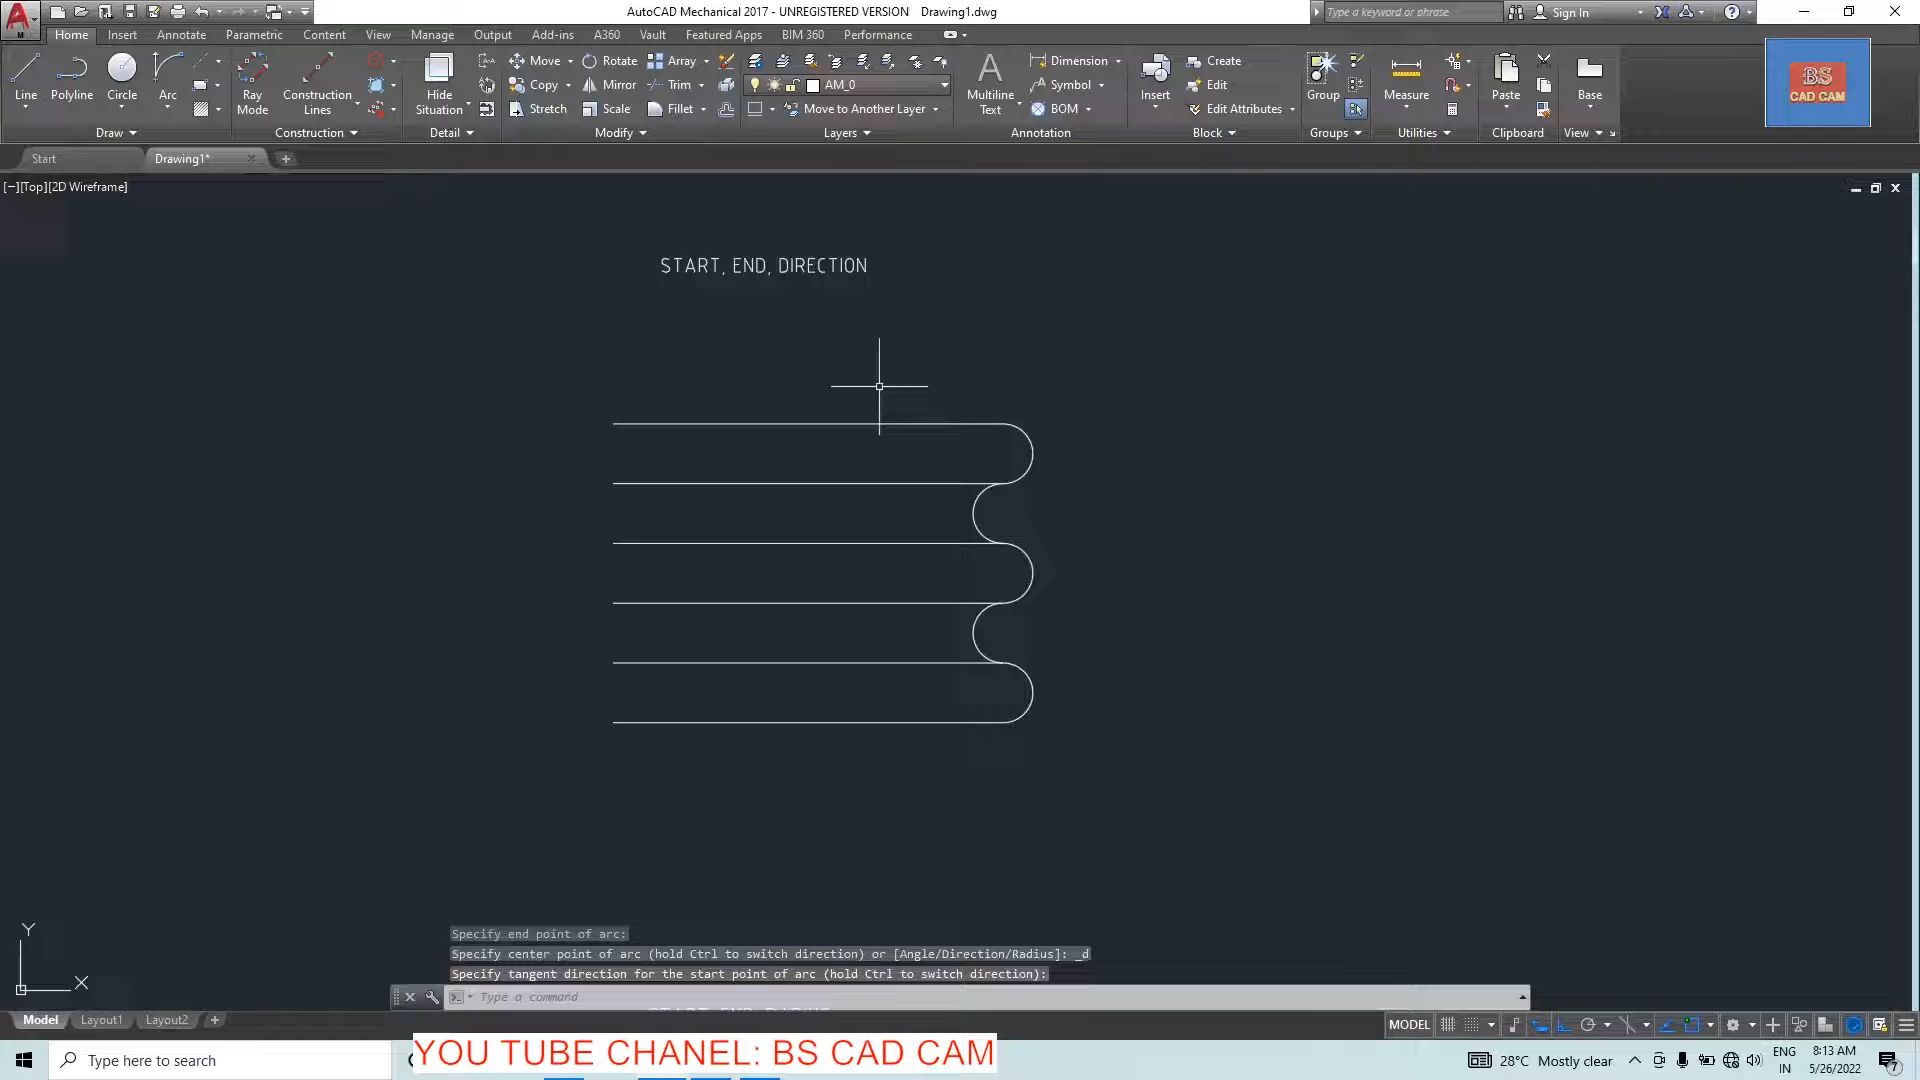 AutoCAD Mechanical 2017 - UNREGISTERED VERSION Drawing1.dwg
Type a keyword or phrase
Sign In
Home Insert Annotate Parametric Content View Manage Output Add-ins A360 Vault Featured Apps BIM 360 Performance
Line
Polyline
Circle
Arc
Draw
Ray
Mode
Construction
Lines
Construction
Hide
Situation
Detail
Move Rotate Array
Copy Mirror Trim
Stretch Scale Fillet
Modify
AM_0
Move to Another Layer
Layers
A
Multiline
Text
Dimension
Symbol
BOM
Annotation
Insert
Create
Edit
Edit Attributes
Block
Group
Groups
Measure
Utilities
Paste
Clipboard
Base
View
BS
CAD CAM
Start
Drawing1*
[−][Top][2D Wireframe]
START, END, DIRECTION
Y
X
Specify end point of arc:
Specify center point of arc (hold Ctrl to switch direction) or [Angle/Direction/Radius]: _d
Specify tangent direction for the start point of arc (hold Ctrl to switch direction):
Type a command
Model Layout1 Layout2
MODEL
Type here to search
YOU TUBE CHANEL: BS CAD CAM
28°C Mostly clear
ENG
IN
8:13 AM
5/26/2022
7